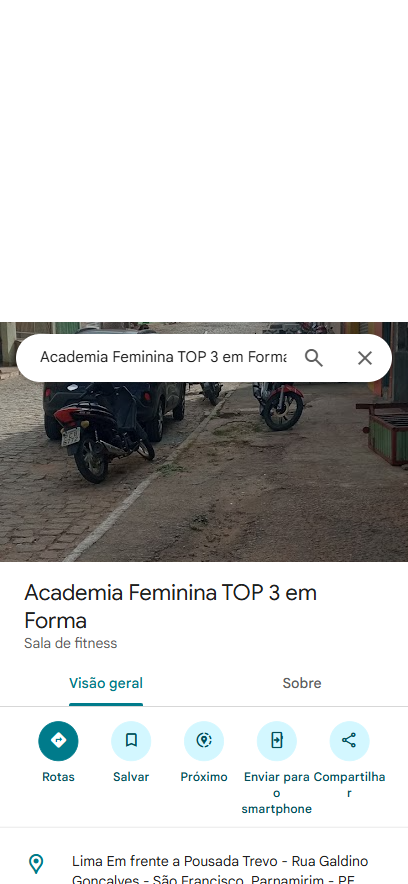 Academia Feminina TOP 3 em Forma
Academia Feminina TOP 3 em
Forma
Sala de fitness
Visão geral
Sobre
Rotas
Salvar
Próximo
Enviar para
o
smartphone
Compartilha
r
Lima Em frente a Pousada Trevo - Rua Galdino
Gonçalves - São Francisco, Parnamirim - PE,